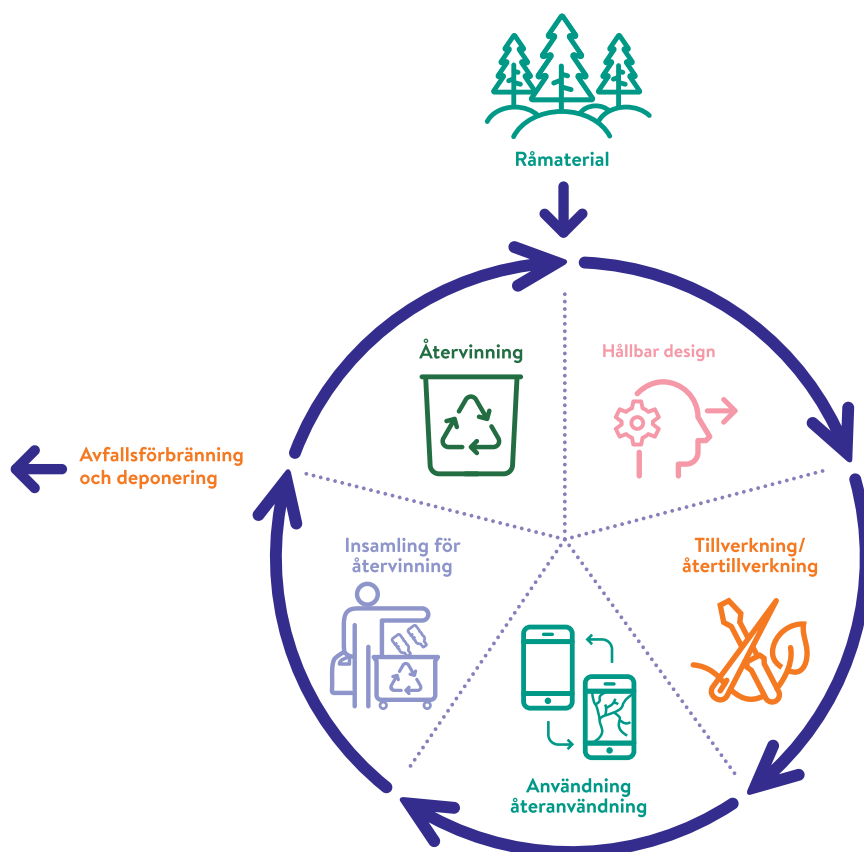 Råmaterial
Återvinning
Hållbar design
Avfallsförbränning
och deponering
Insamling för
återvinning
Tillverkning/
återtillverkning
Användning
återanvändning